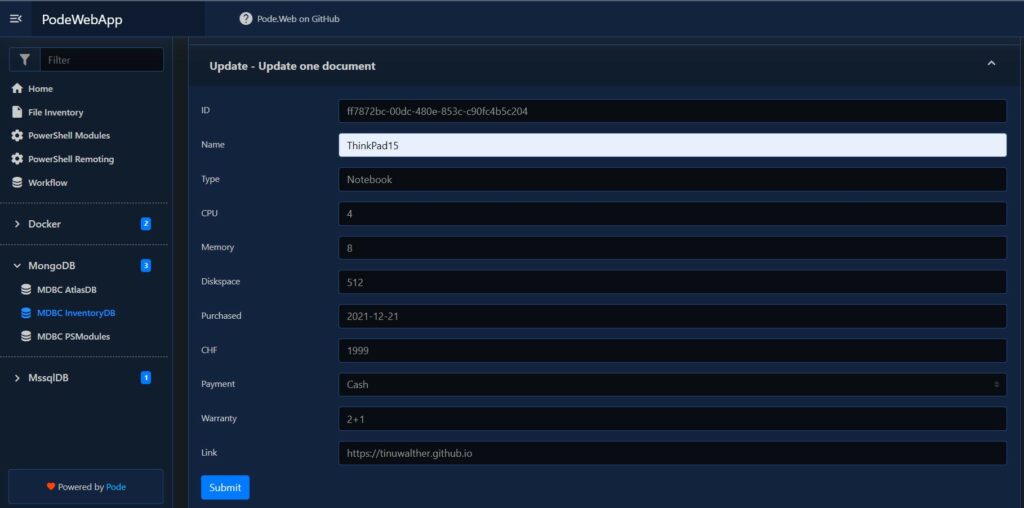 PodeWebApp
Pode.Web on GitHub
Filter
Home
File Inventory
PowerShell Modules
PowerShell Remoting
Workflow
Docker 2
MongoDB 3
MDBC AtlasDB
MDBC InventoryDB
MDBC PSModules
MssqlDB 1
Powered by Pode
Update - Update one document
ID ff7872bc-00dc-480e-853c-c90fc4b5c204
Name ThinkPad15
Type Notebook
CPU 4
Memory 8
Diskspace 512
Purchased 2021-12-21
CHF 1999
Payment Cash
Warranty 2+1
Link https://tinuwalther.github.io
Submit